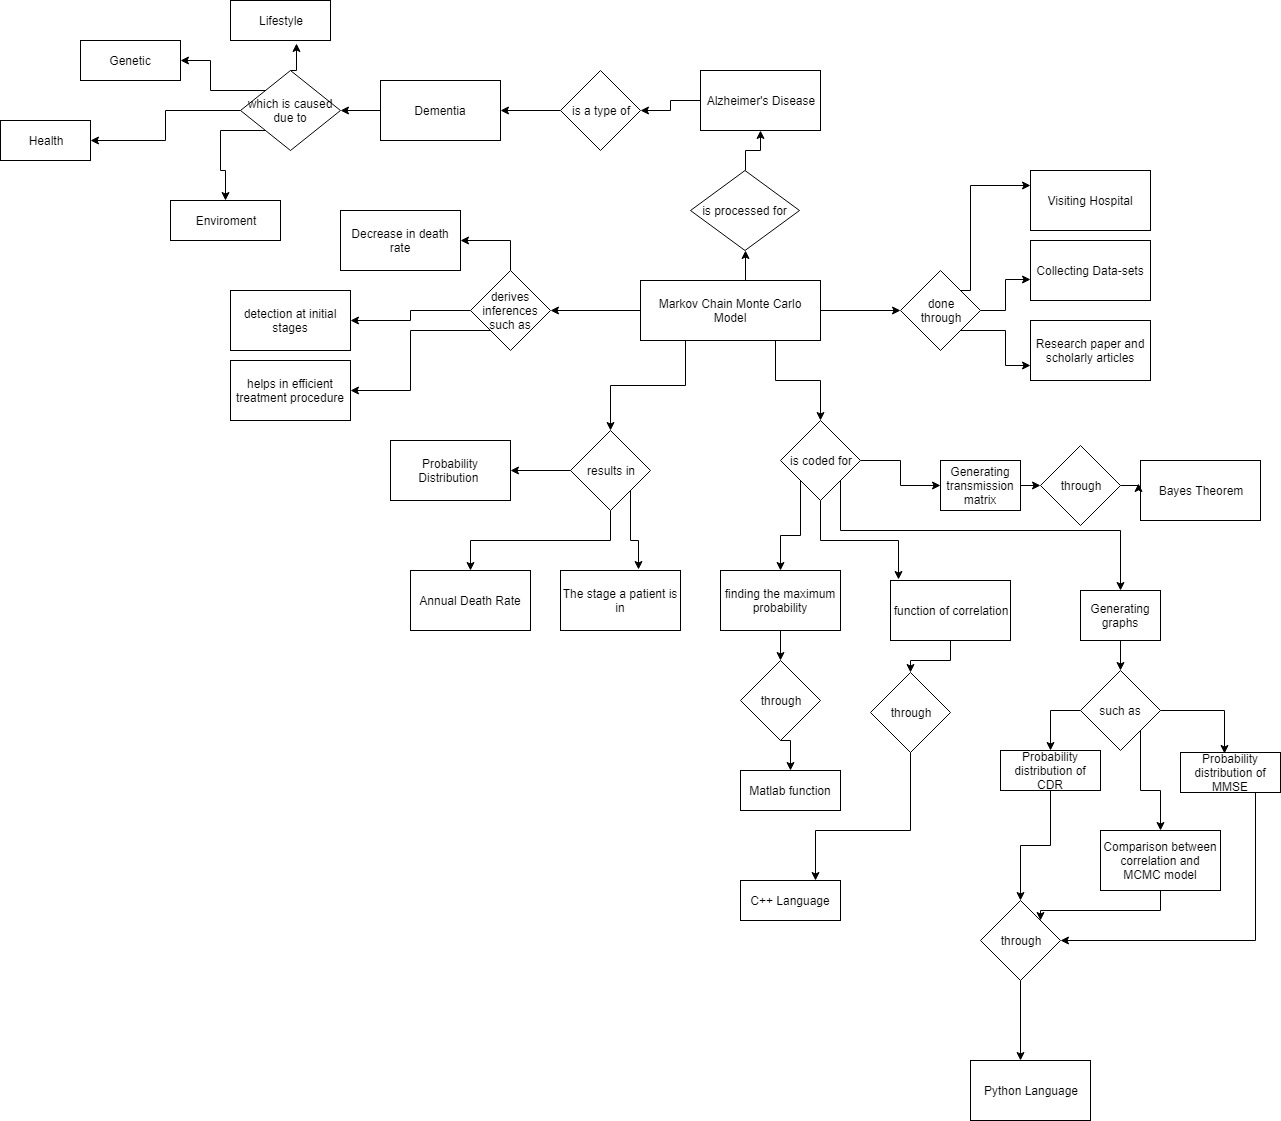 Lifestyle
Genetic
which is caused
due to
Dementia
is a type of
Alzheimer's Disease
Health
Enviroment
is processed for
Visiting Hospital
Decrease in death
rate
Collecting Data-sets
detection at initial
stages
derives
inferences
such as
Markov Chain Monte Carlo
Model
done
through
Research paper and
scholarly articles
helps in efficient
treatment procedure
Probability
Distribution
results in
is coded for
Generating
transmission
matrix
through
Bayes Theorem
Annual Death Rate
The stage a patient is
in
finding the maximum
probability
function of correlation
Generating
graphs
through
through
such as
Matlab function
Probability
distribution of
CDR
Probability
distribution of
MMSE
Comparison between
correlation and
MCMC model
C++ Language
through
Python Language